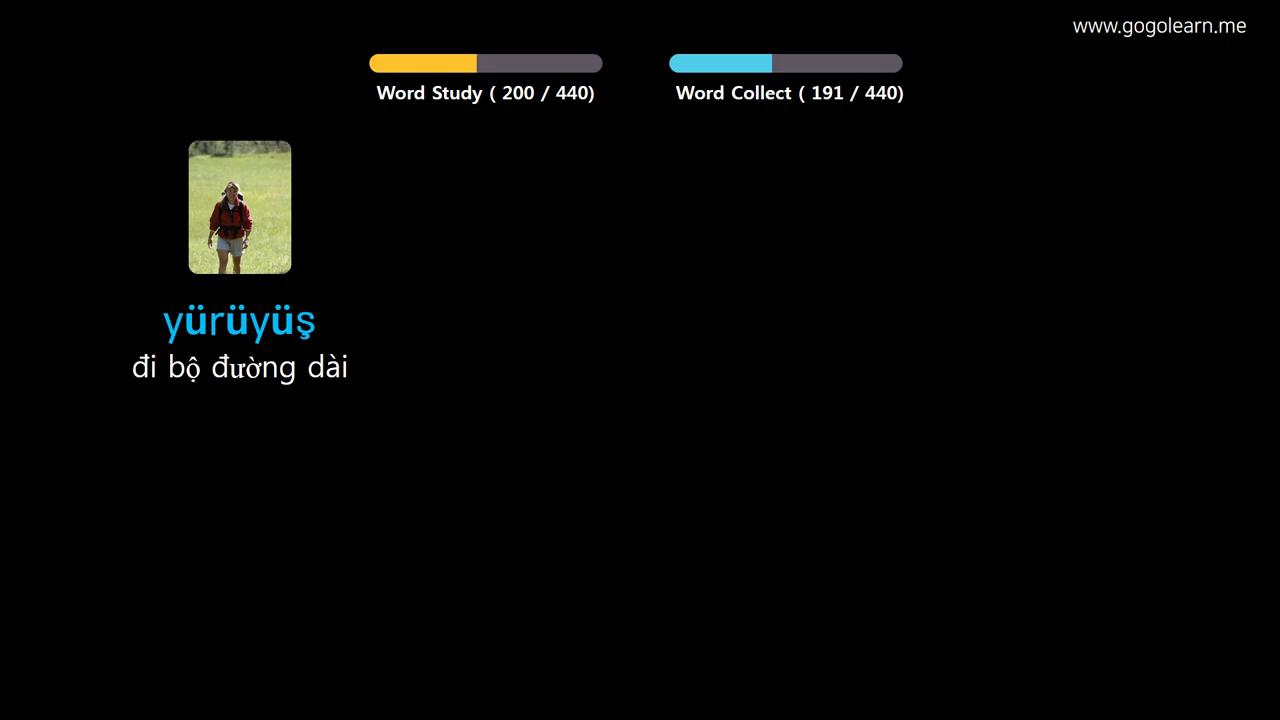 www.gogolearn.me
Word Study ( 200 / 440)
Word Collect ( 191 / 440)
yürüyüş
đi bộ đường dài